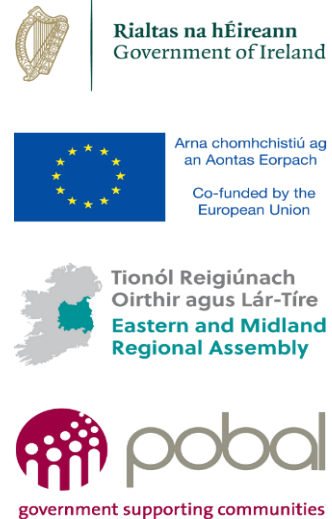 Rialtas na hÉireann
Government of Ireland
Arna chomhchistiú ag
an Aontas Eorpach
Co-funded by the
European Union
Tionól Reigiúnach
Oirthir agus Lár-Tíre
Eastern and Midland
Regional Assembly
pobal
government supporting communities